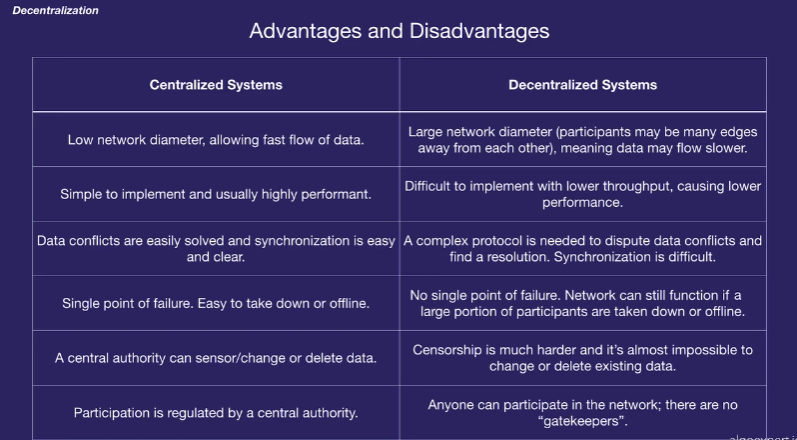 Decentralization
Advantages and Disadvantages
Centralized Systems
Decentralized Systems
Low network diameter, allowing fast flow of data.
Large network diameter (participants may be many edges
away from each other), meaning data may flow slower.
Simple to implement and usually highly performant.
Difficult to implement with lower throughput, causing lower
performance.
Data conflicts are easily solved and synchronization is easy
and clear.
A complex protocol is needed to dispute data conflicts and
find a resolution. Synchronization is difficult.
Single point of failure. Easy to take down or offline.
No single point of failure. Network can still function if a
large portion of participants are taken down or offline.
A central authority can sensor/change or delete data.
Censorship is much harder and it’s almost impossible to
change or delete existing data.
Participation is regulated by a central authority.
Anyone can participate in the network; there are no
“gatekeepers”.